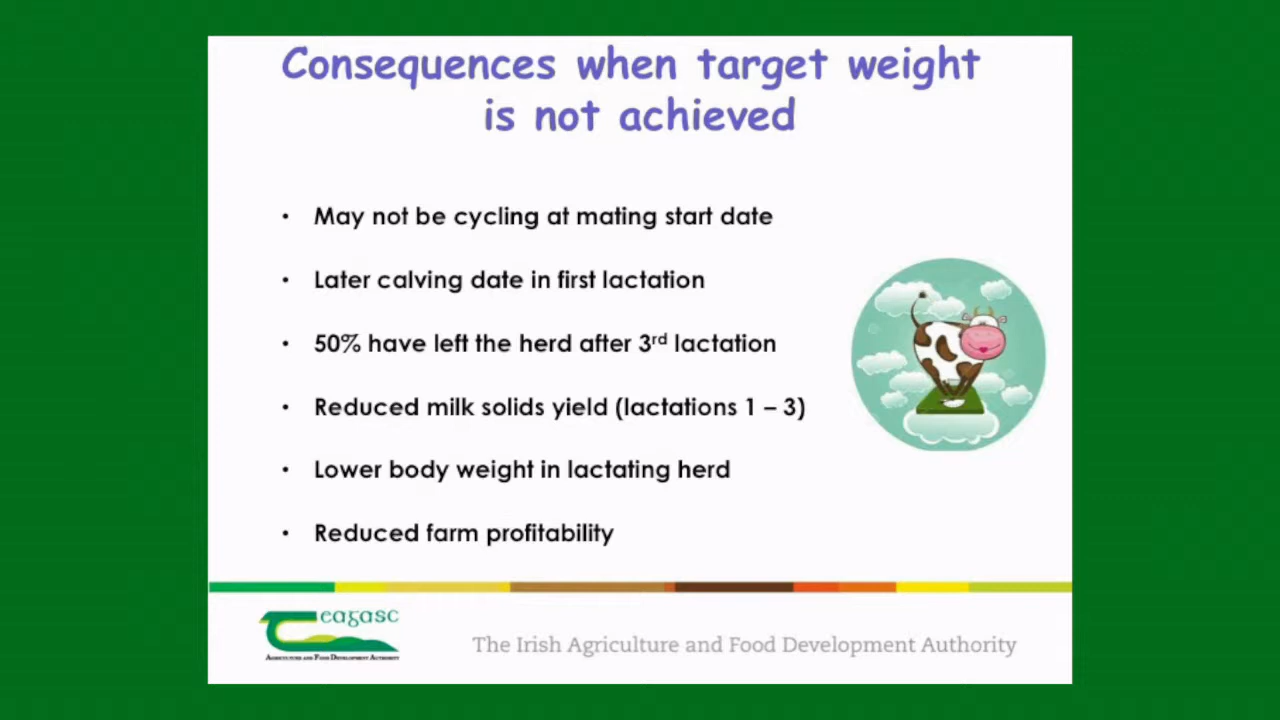 Consequences when target weight
is not achieved
• May not be cycling at mating start date
• Later calving date in first lactation
• 50% have left the herd after 3rd lactation
• Reduced milk solids yield (lactations 1 – 3)
• Lower body weight in lactating herd
• Reduced farm profitability
Teagasc
AGRICULTURE AND FOOD DEVELOPMENT AUTHORITY
The Irish Agriculture and Food Development Authority